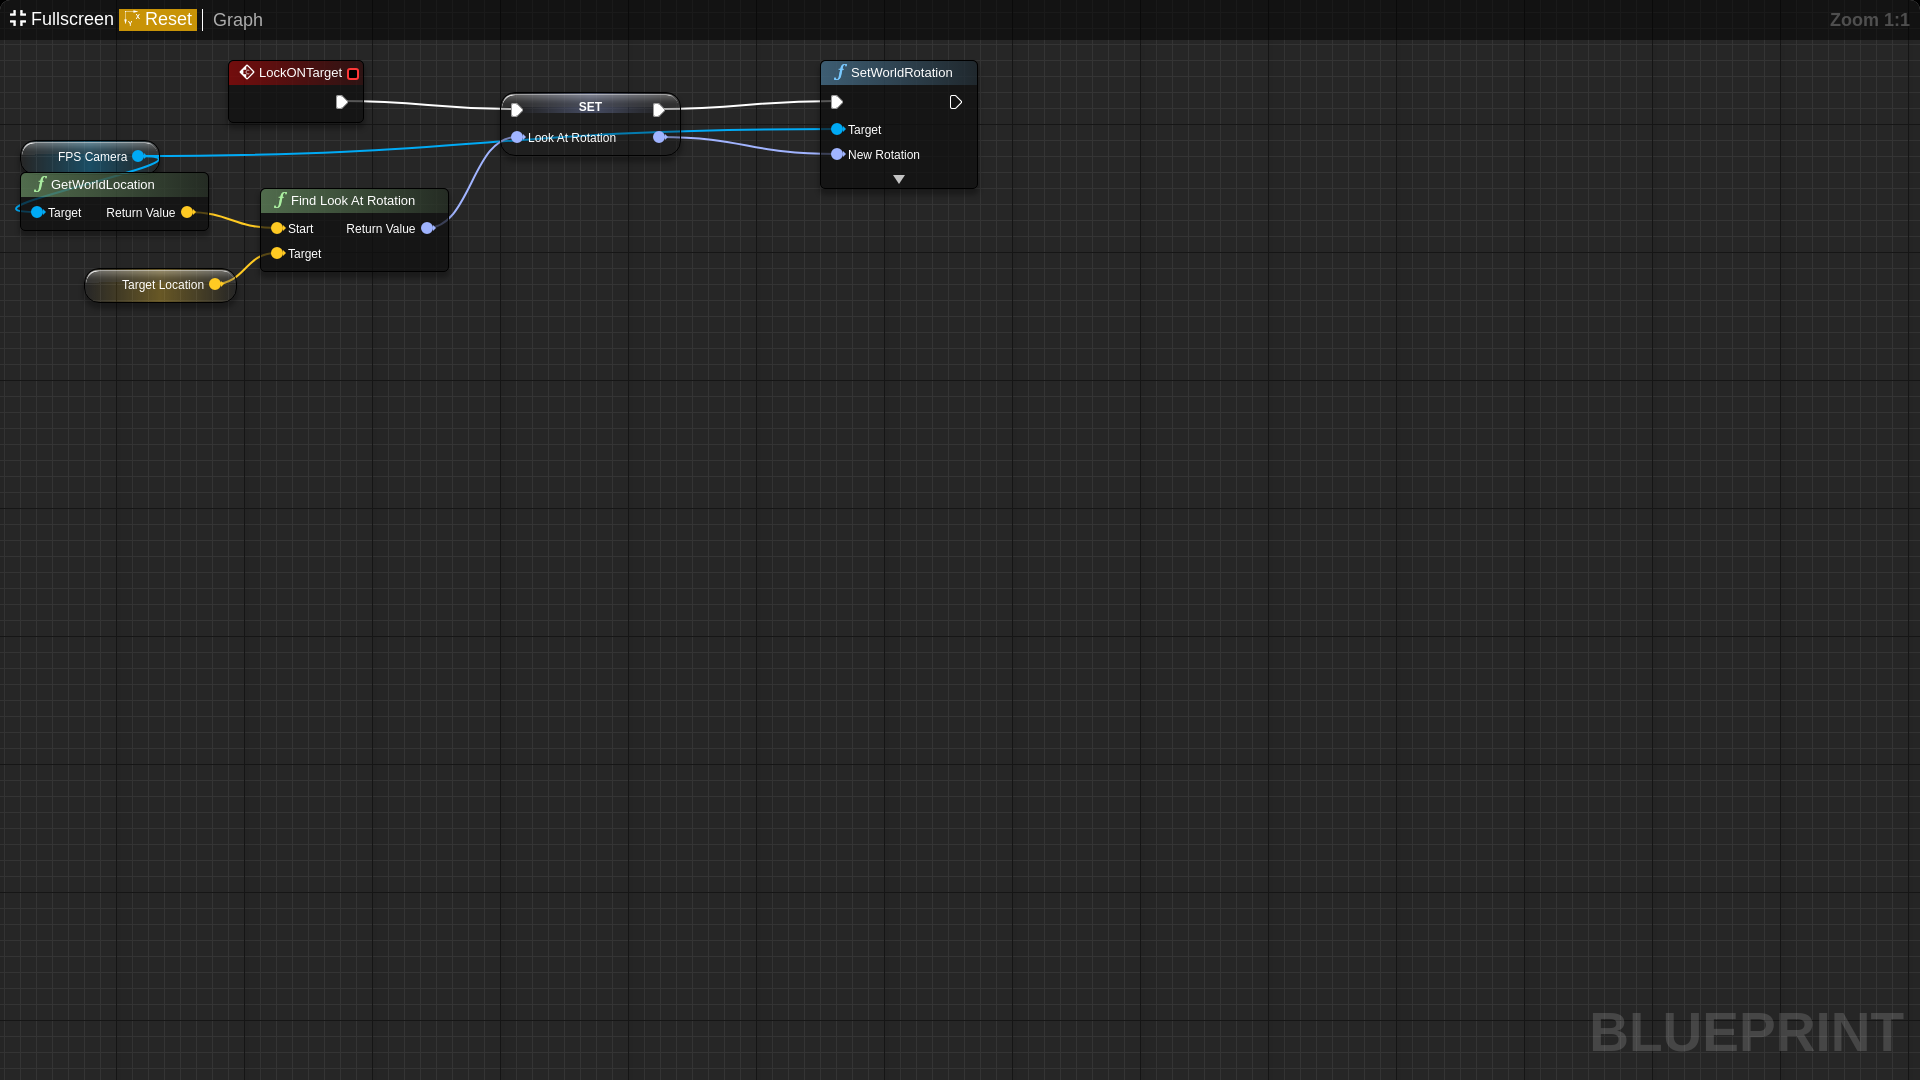 Fullscreen Reset Graph Zoom 1:1
LockONTarget
SET
Look At Rotation
SetWorldRotation
Target
New Rotation
FPS Camera
GetWorldLocation
Target Return Value
Find Look At Rotation
Start Return Value
Target
Target Location
BLUEPRINT